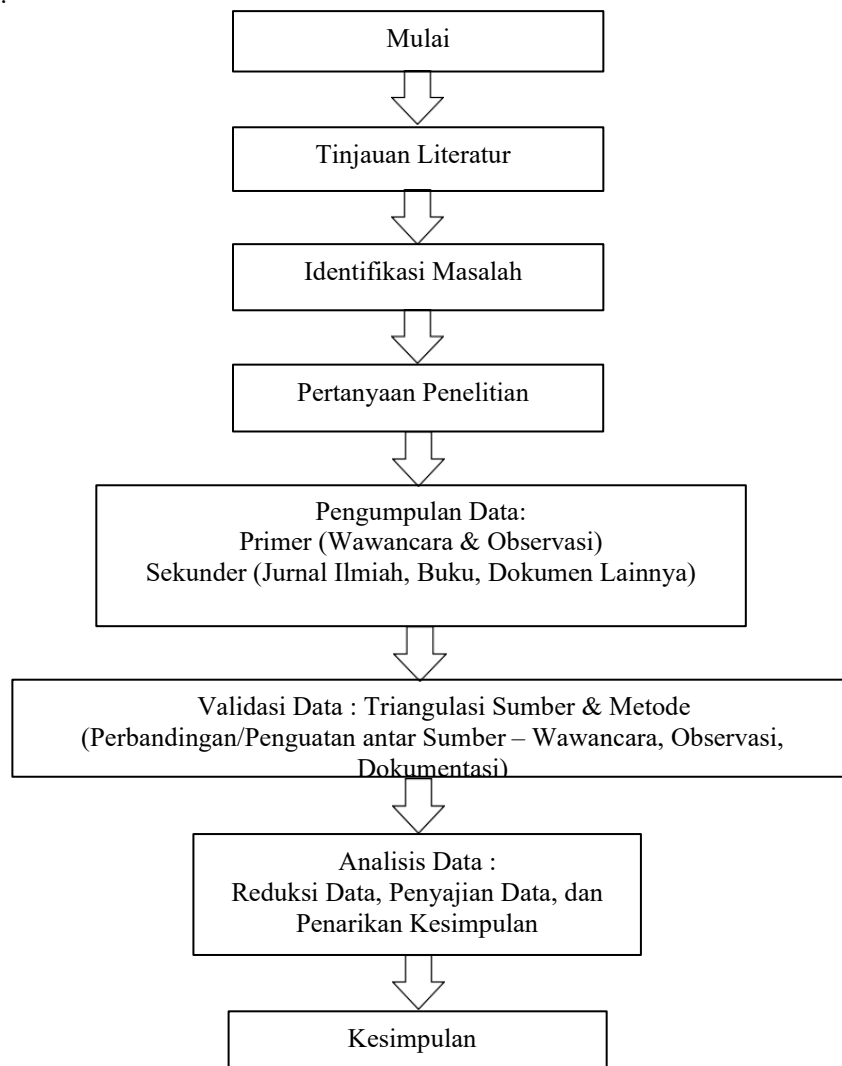 .
Mulai
Tinjauan Literatur
Identifikasi Masalah
Pertanyaan Penelitian
Pengumpulan Data:
Primer (Wawancara & Observasi)
Sekunder (Jurnal Ilmiah, Buku, Dokumen Lainnya)
Validasi Data : Triangulasi Sumber & Metode
(Perbandingan/Penguatan antar Sumber – Wawancara, Observasi,
Dokumentasi)
Analisis Data :
Reduksi Data, Penyajian Data, dan
Penarikan Kesimpulan
Kesimpulan